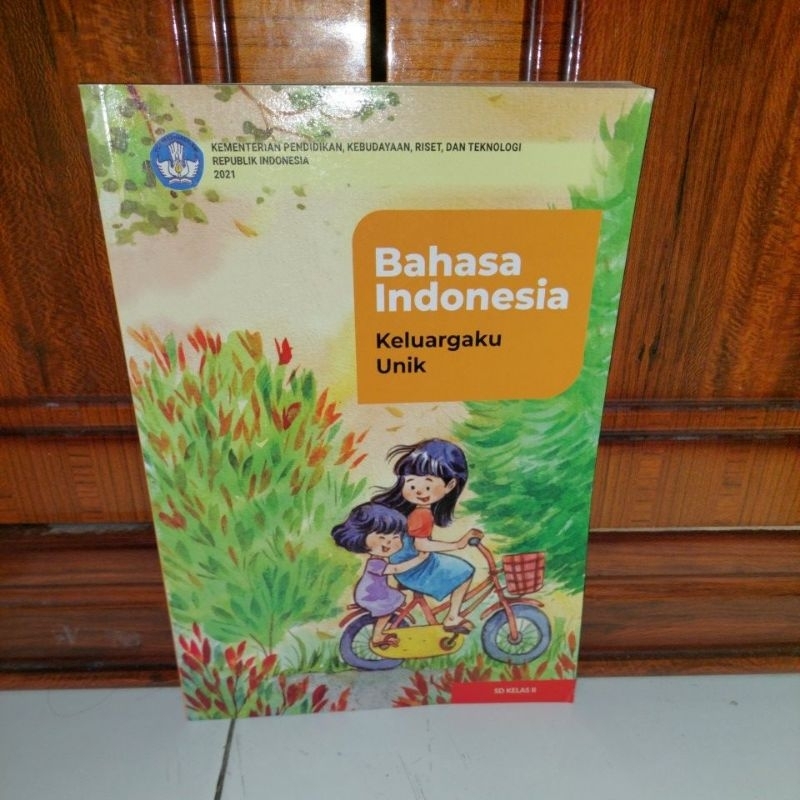 KEMENTERIAN PENDIDIKAN, KEBUDAYAAN, RISET, DAN TEKNOLOGI
REPUBLIK INDONESIA
2021
Bahasa
Indonesia
Keluargaku
Unik
SD KELAS II